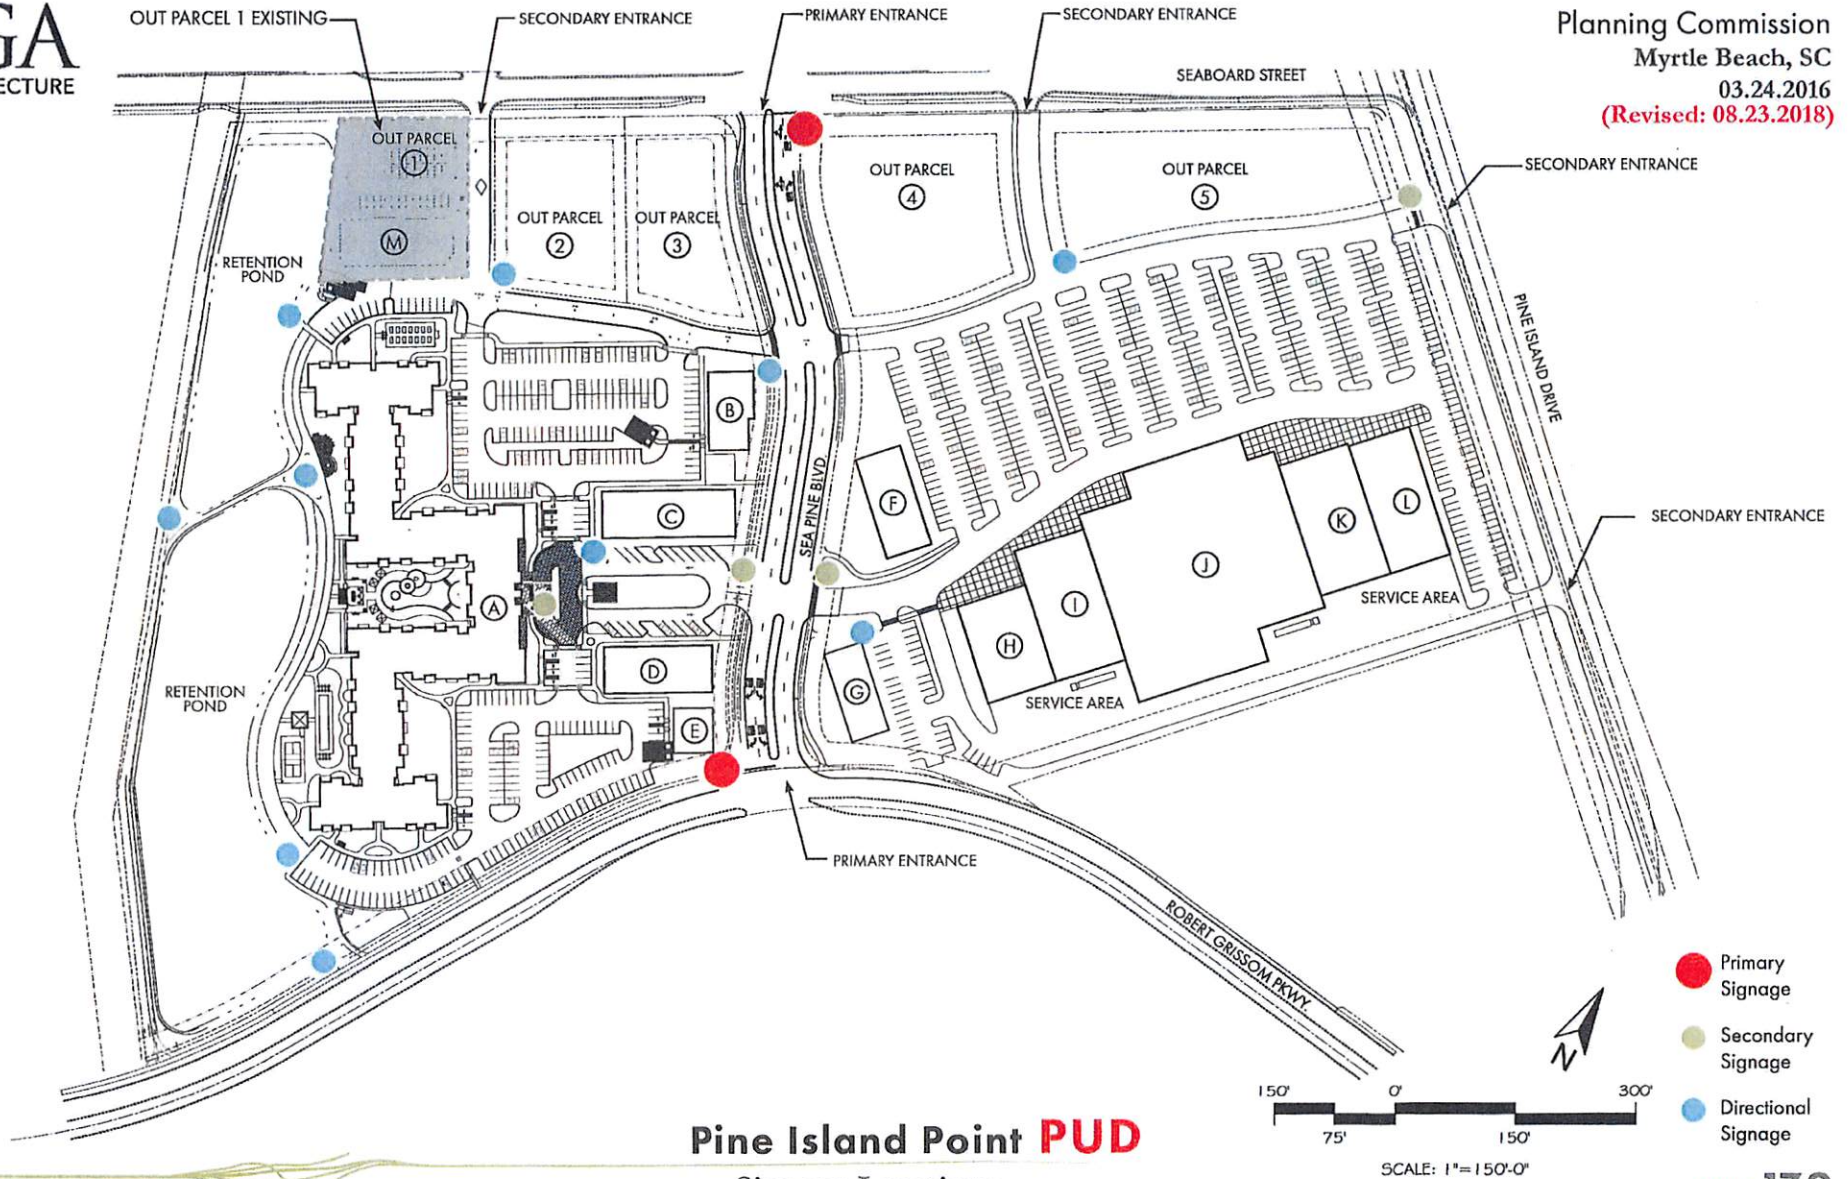 GA
ECTURE
OUT PARCEL 1 EXISTING
SECONDARY ENTRANCE
PRIMARY ENTRANCE
SECONDARY ENTRANCE
Planning Commission
Myrtle Beach, SC
03.24.2016
(Revised: 08.23.2018)
SEABOARD STREET
SECONDARY ENTRANCE
OUT PARCEL
1
M
OUT PARCEL
2
OUT PARCEL
3
OUT PARCEL
4
OUT PARCEL
5
RETENTION
POND
PINE ISLAND DRIVE
B
SEA PINE BLVD.
C
F
L
K
J
SECONDARY ENTRANCE
A
I
SERVICE AREA
H
D
G
RETENTION
POND
SERVICE AREA
E
PRIMARY ENTRANCE
ROBERT GRISSOM PKWY.
Primary
Signage
Secondary
Signage
Directional
Signage
N
150' 0' 300'
75' 150'
SCALE: 1"=150'-0"
Pine Island Point PUD